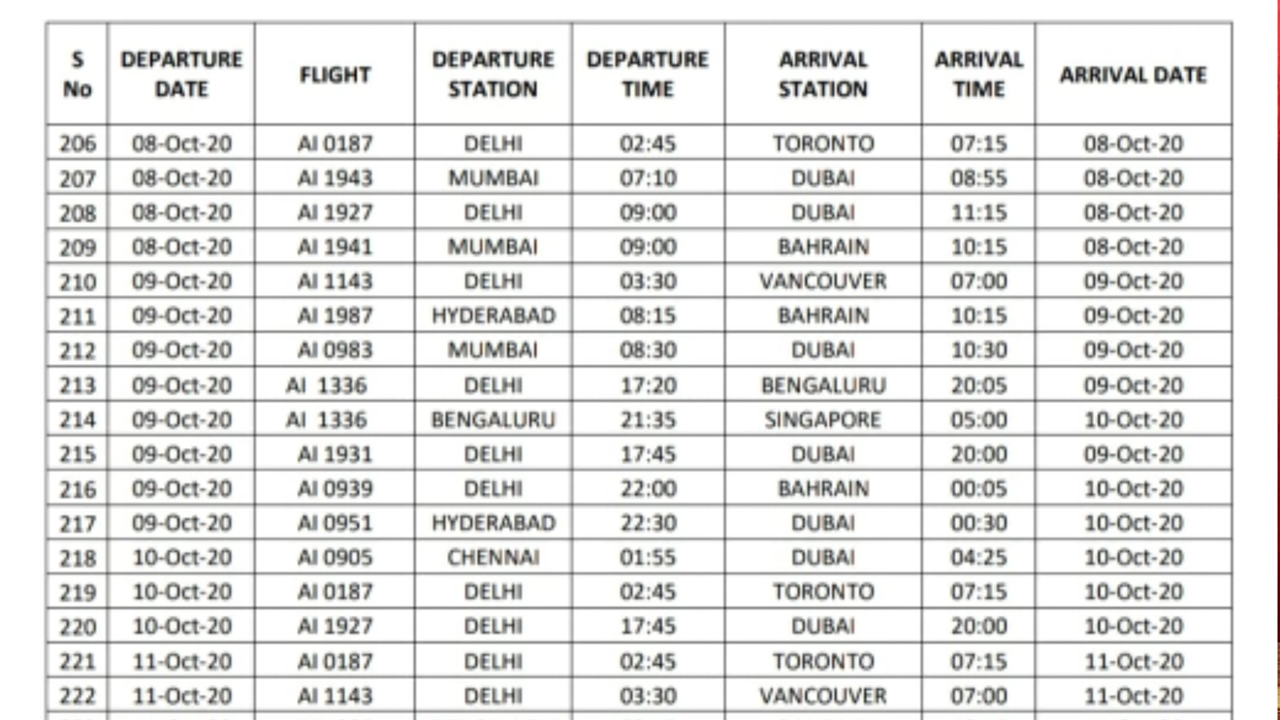 S No | DEPARTURE DATE | FLIGHT | DEPARTURE STATION | DEPARTURE TIME | ARRIVAL STATION | ARRIVAL TIME | ARRIVAL DATE
206 | 08-Oct-20 | AI 0187 | DELHI | 02:45 | TORONTO | 07:15 | 08-Oct-20
207 | 08-Oct-20 | AI 1943 | MUMBAI | 07:10 | DUBAI | 08:55 | 08-Oct-20
208 | 08-Oct-20 | AI 1927 | DELHI | 09:00 | DUBAI | 11:15 | 08-Oct-20
209 | 08-Oct-20 | AI 1941 | MUMBAI | 09:00 | BAHRAIN | 10:15 | 08-Oct-20
210 | 09-Oct-20 | AI 1143 | DELHI | 03:30 | VANCOUVER | 07:00 | 09-Oct-20
211 | 09-Oct-20 | AI 1987 | HYDERABAD | 08:15 | BAHRAIN | 10:15 | 09-Oct-20
212 | 09-Oct-20 | AI 0983 | MUMBAI | 08:30 | DUBAI | 10:30 | 09-Oct-20
213 | 09-Oct-20 | AI 1336 | DELHI | 17:20 | BENGALURU | 20:05 | 09-Oct-20
214 | 09-Oct-20 | AI 1336 | BENGALURU | 21:35 | SINGAPORE | 05:00 | 10-Oct-20
215 | 09-Oct-20 | AI 1931 | DELHI | 17:45 | DUBAI | 20:00 | 09-Oct-20
216 | 09-Oct-20 | AI 0939 | DELHI | 22:00 | BAHRAIN | 00:05 | 10-Oct-20
217 | 09-Oct-20 | AI 0951 | HYDERABAD | 22:30 | DUBAI | 00:30 | 10-Oct-20
218 | 10-Oct-20 | AI 0905 | CHENNAI | 01:55 | DUBAI | 04:25 | 10-Oct-20
219 | 10-Oct-20 | AI 0187 | DELHI | 02:45 | TORONTO | 07:15 | 10-Oct-20
220 | 10-Oct-20 | AI 1927 | DELHI | 17:45 | DUBAI | 20:00 | 10-Oct-20
221 | 11-Oct-20 | AI 0187 | DELHI | 02:45 | TORONTO | 07:15 | 11-Oct-20
222 | 11-Oct-20 | AI 1143 | DELHI | 03:30 | VANCOUVER | 07:00 | 11-Oct-20